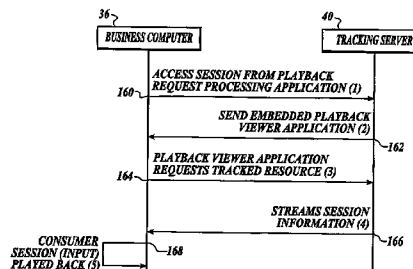 36
40
BUSINESS COMPUTER
TRACKING SERVER
ACCESS SESSION FROM PLAYBACK
160
REQUEST PROCESSING APPLICATION (1)
SEND EMBEDDED PLAYBACK
VIEWER APPLICATION (2)
162
PLAYBACK VIEWER APPLICATION
164
REQUESTS TRACKED RESOURCE (3)
STREAMS SESSION
INFORMATION (4)
166
CONSUMER
168
SESSION (INPUT)
PLAYED BACK (5)